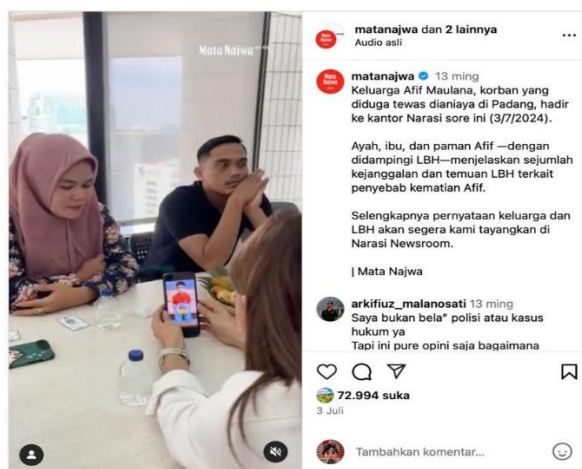 Mata Najwa
matanajwa dan 2 lainnya
Audio asli
matanajwa 13 ming
Keluarga Afif Maulana, korban yang
diduga tewas dianiaya di Padang, hadir
ke kantor Narasi sore ini (3/7/2024).
Ayah, ibu, dan paman Afif —dengan
didampingi LBH—menjelaskan sejumlah
kejanggalan dan temuan LBH terkait
penyebab kematian Afif.
Selengkapnya pernyataan keluarga dan
LBH akan segera kami tayangkan di
Narasi Newsroom.
| Mata Najwa
arkifiuz_malanosati 13 ming
Saya bukan bela" polisi atau kasus
hukum ya
Tapi ini pure opini saja bagaimana
72.994 suka
3 Juli
Tambahkan komentar...